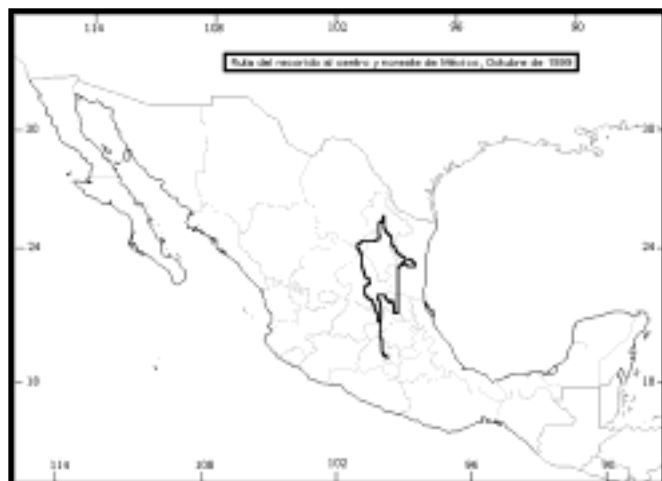 114 108 102 96 90
Ruta del recorrido al centro y noreste de México, Octubre de 1999
30 30
24 24
18 18
114 108 102 96 90